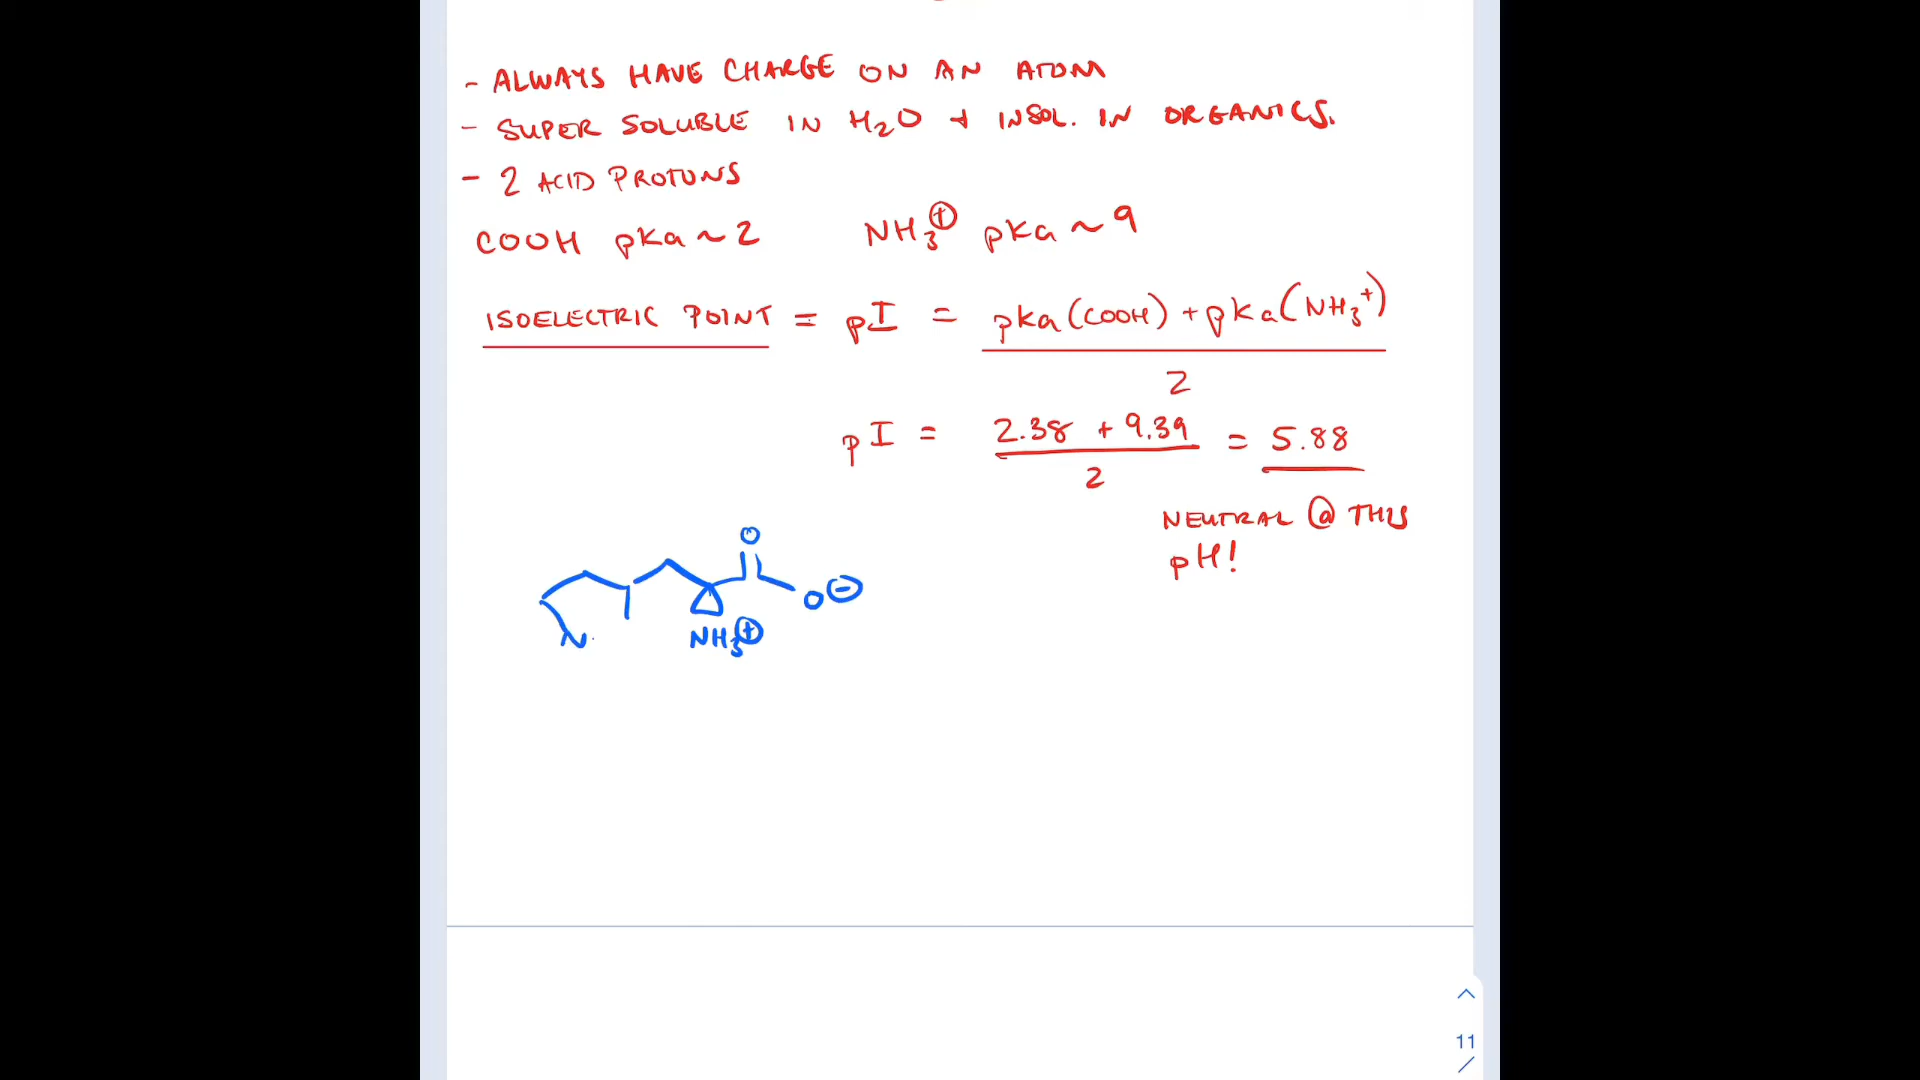 - ALWAYS HAVE CHARGE ON AN ATOM
- SUPER SOLUBLE IN H2O + INSOL. IN ORGANICS.
- 2 ACID PROTONS
COOH pKa ~ 2 NH3⊕ pKa ~ 9
ISOELECTRIC POINT = pI = pKa(COOH) + pKa(NH3+)
2
pI = 2.38 + 9.39 = 5.88
2
NEUTRAL @ THIS
pH!
O
O⊖
NH3⊕
N
11